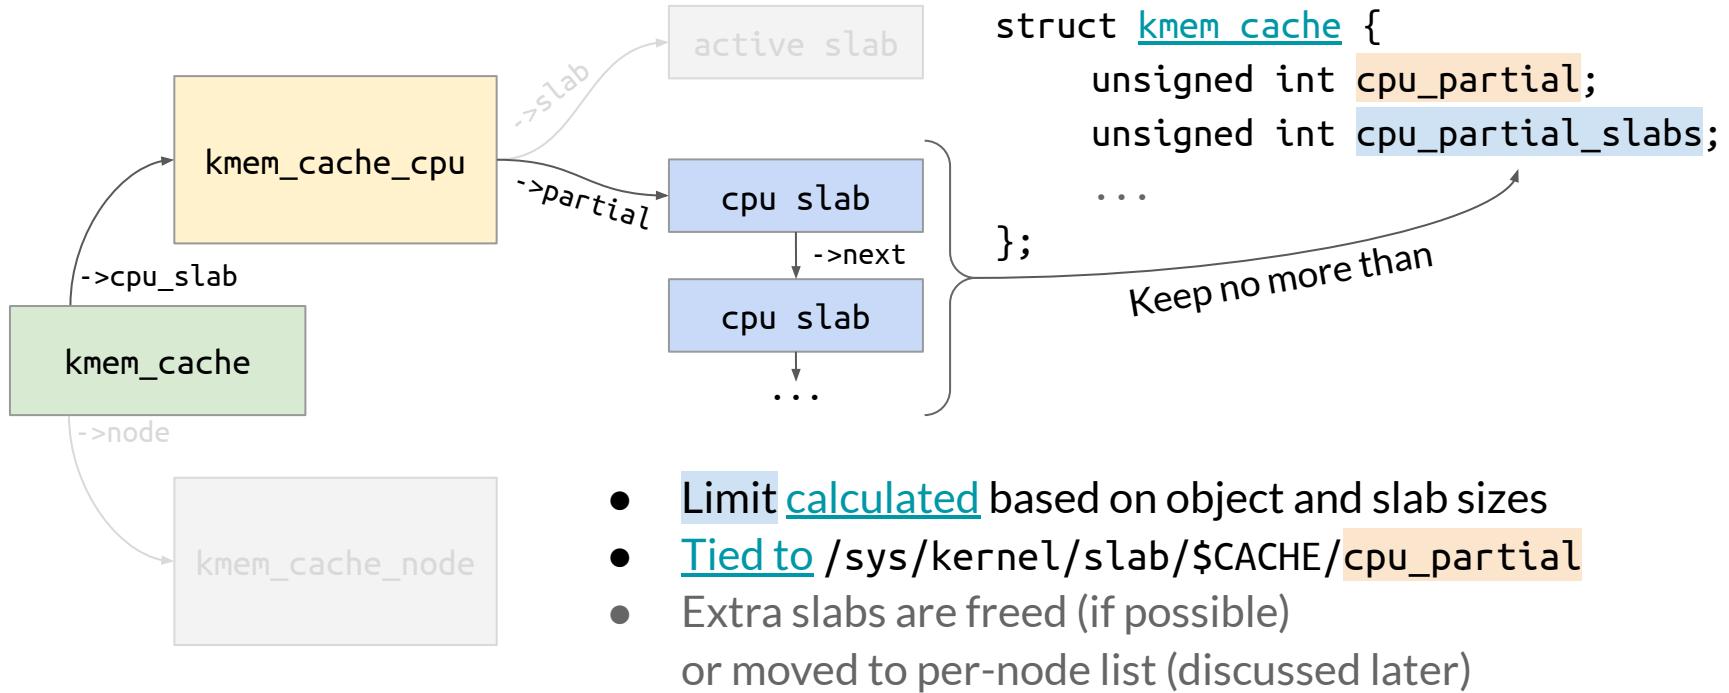 active slab
->slab
kmem_cache_cpu
->partial
cpu slab
->next
cpu slab
...
->cpu_slab
kmem_cache
->node
kmem_cache_node
struct kmem_cache {
unsigned int cpu_partial;
unsigned int cpu_partial_slabs;
...
};
Keep no more than
● Limit calculated based on object and slab sizes
● Tied to /sys/kernel/slab/$CACHE/cpu_partial
● Extra slabs are freed (if possible)
or moved to per-node list (discussed later)